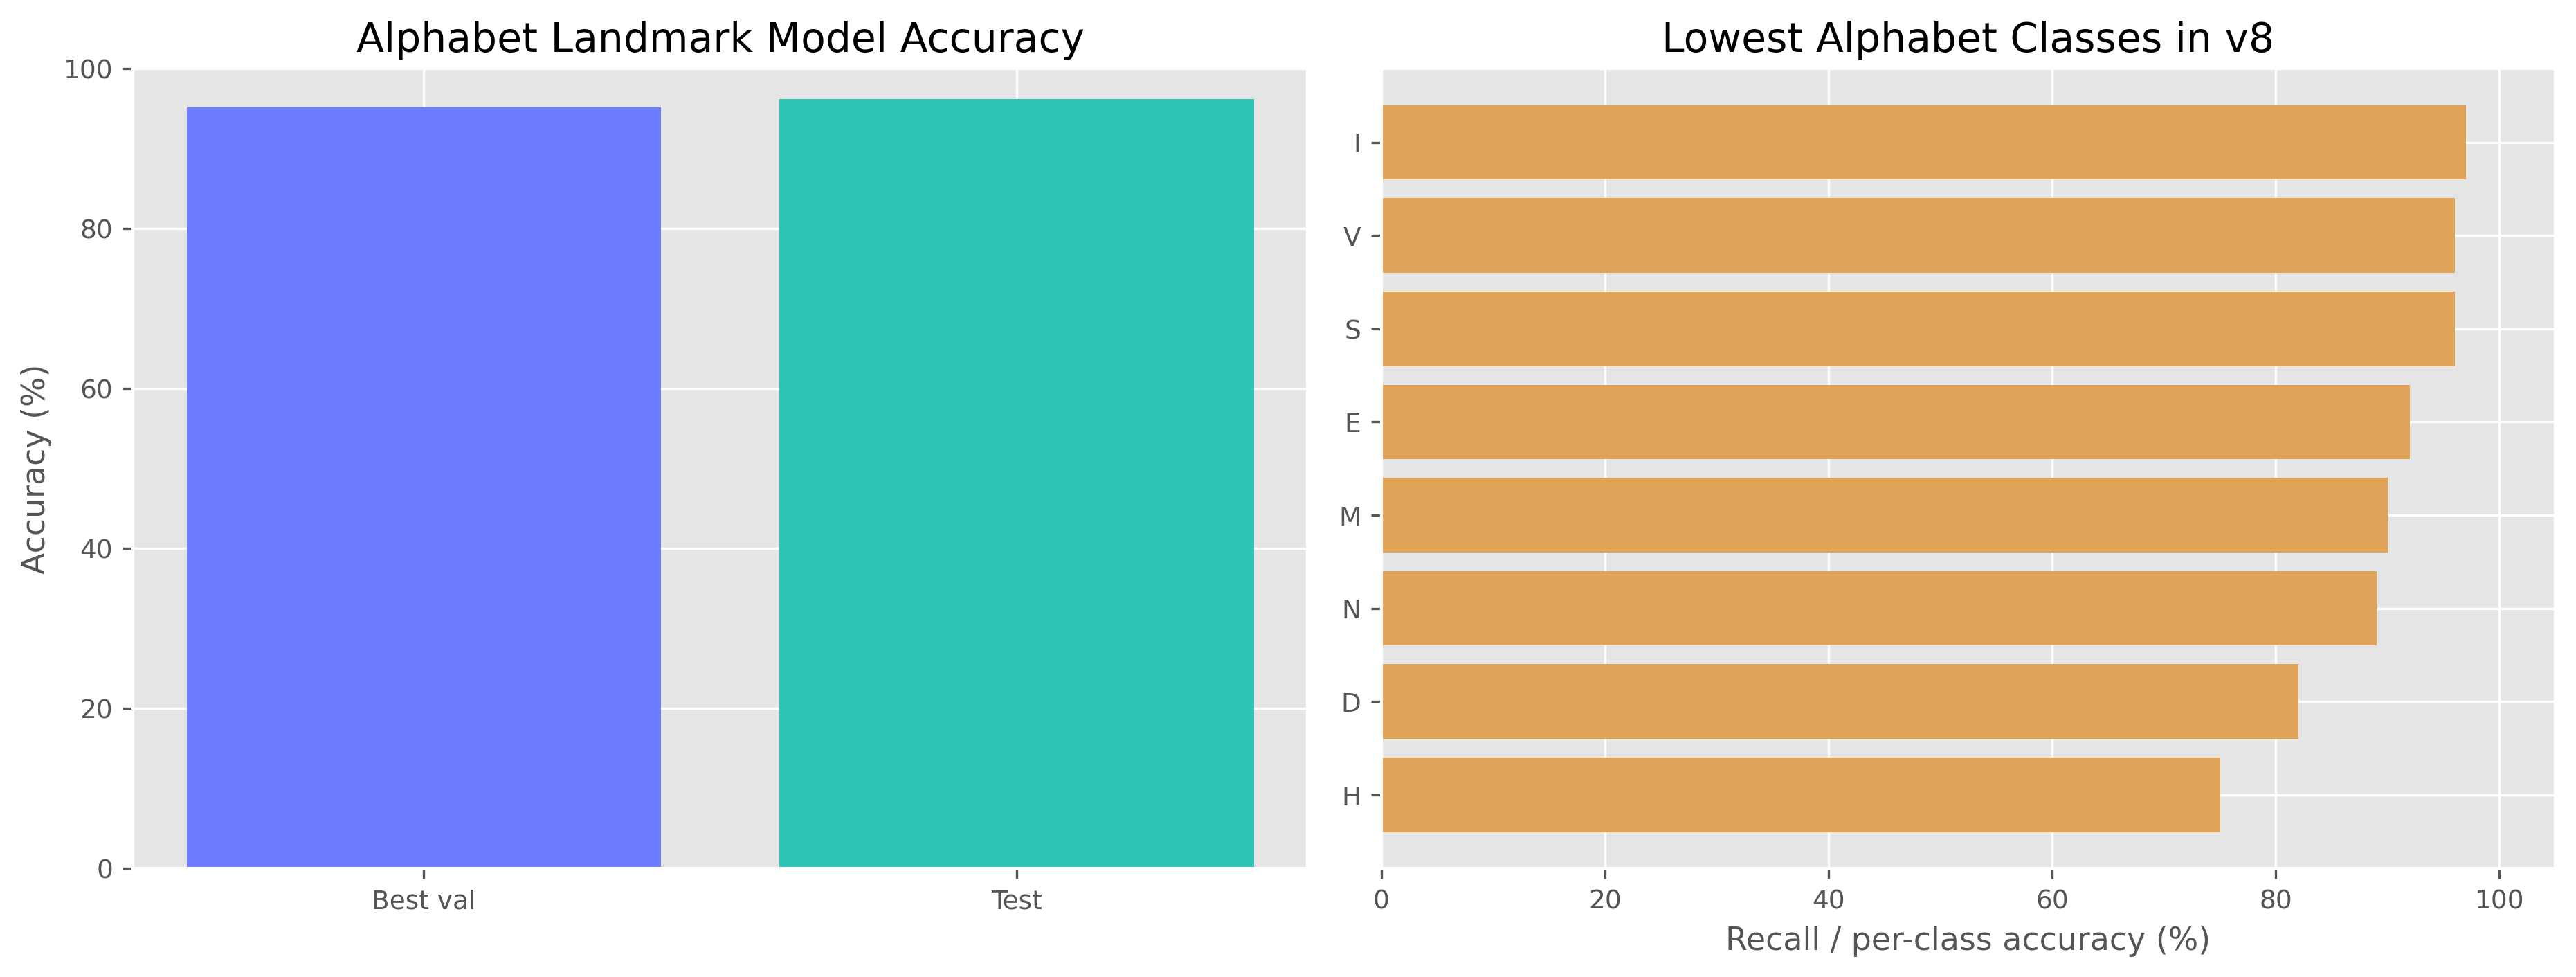 Alphabet Landmark Model Accuracy
100
80
60
40
20
0
Accuracy (%)
Best val
Test
Lowest Alphabet Classes in v8
I
V
S
E
M
N
D
H
0
20
40
60
80
100
Recall / per-class accuracy (%)